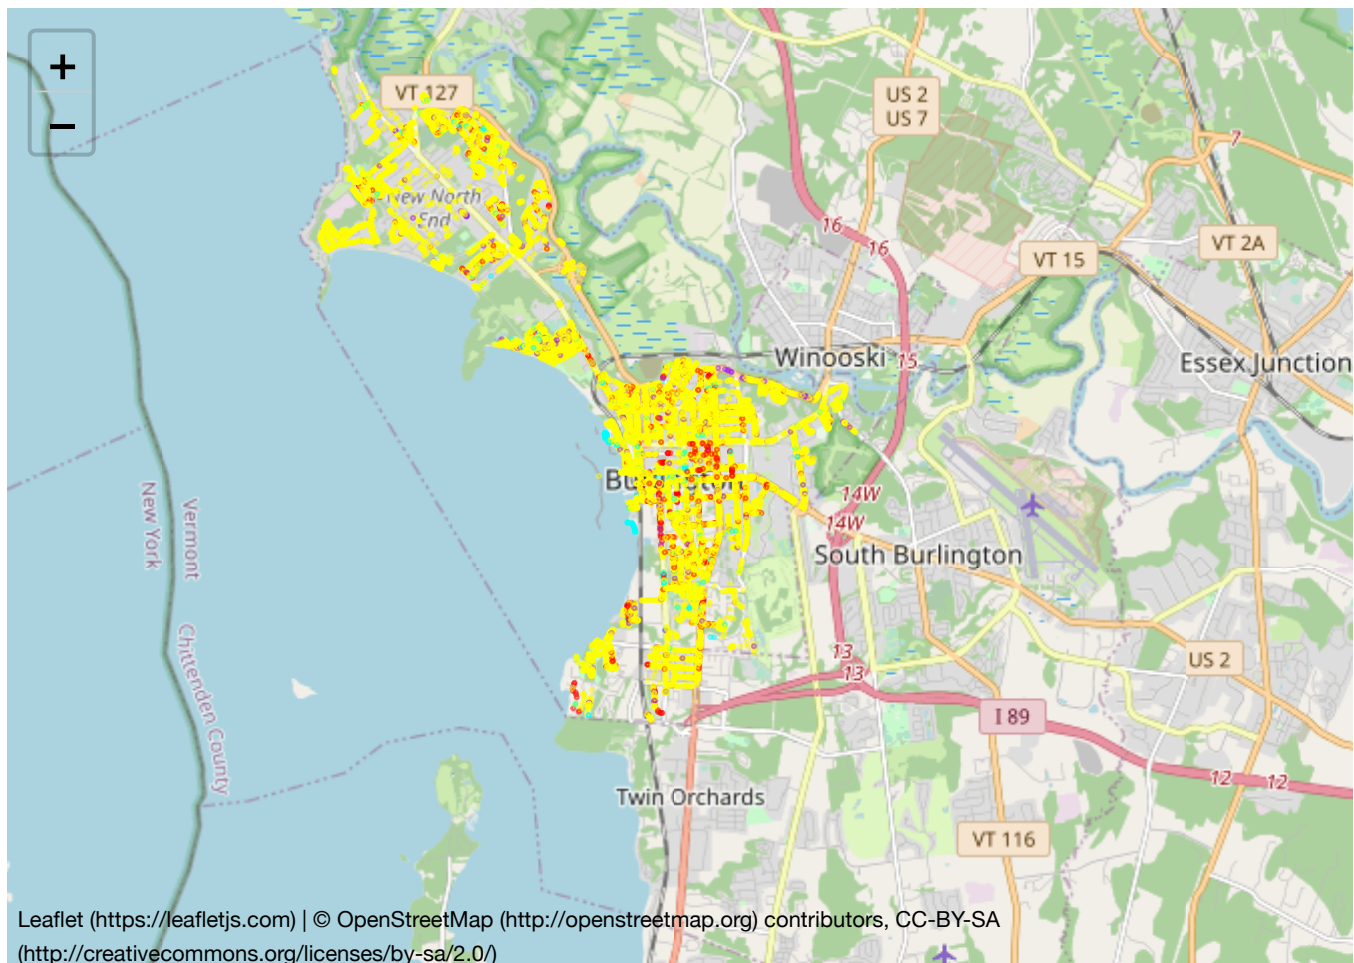 +
−
VT 127
US 2
US 7
7
New North
End
16
16
VT 2A
VT 15
Winooski
15
Essex Junction
Burlington
14W
14W
New York
Vermont
South Burlington
Chittenden County
13
13
US 2
I 89
12
12
Twin Orchards
VT 116
Leaflet (https://leafletjs.com) | © OpenStreetMap (http://openstreetmap.org) contributors, CC-BY-SA
(http://creativecommons.org/licenses/by-sa/2.0/)